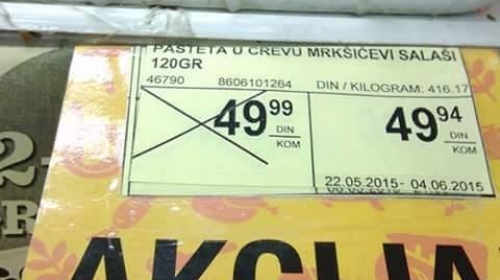 PASTETA U CREVU MRKŠIĆEVI SALAŠI
120GR
46790 8606101264 DIN / KILOGRAM: 416.17
49 99 DIN KOM
49 94 DIN KOM
22.05.2015- 04.06.2015
AKCIJA